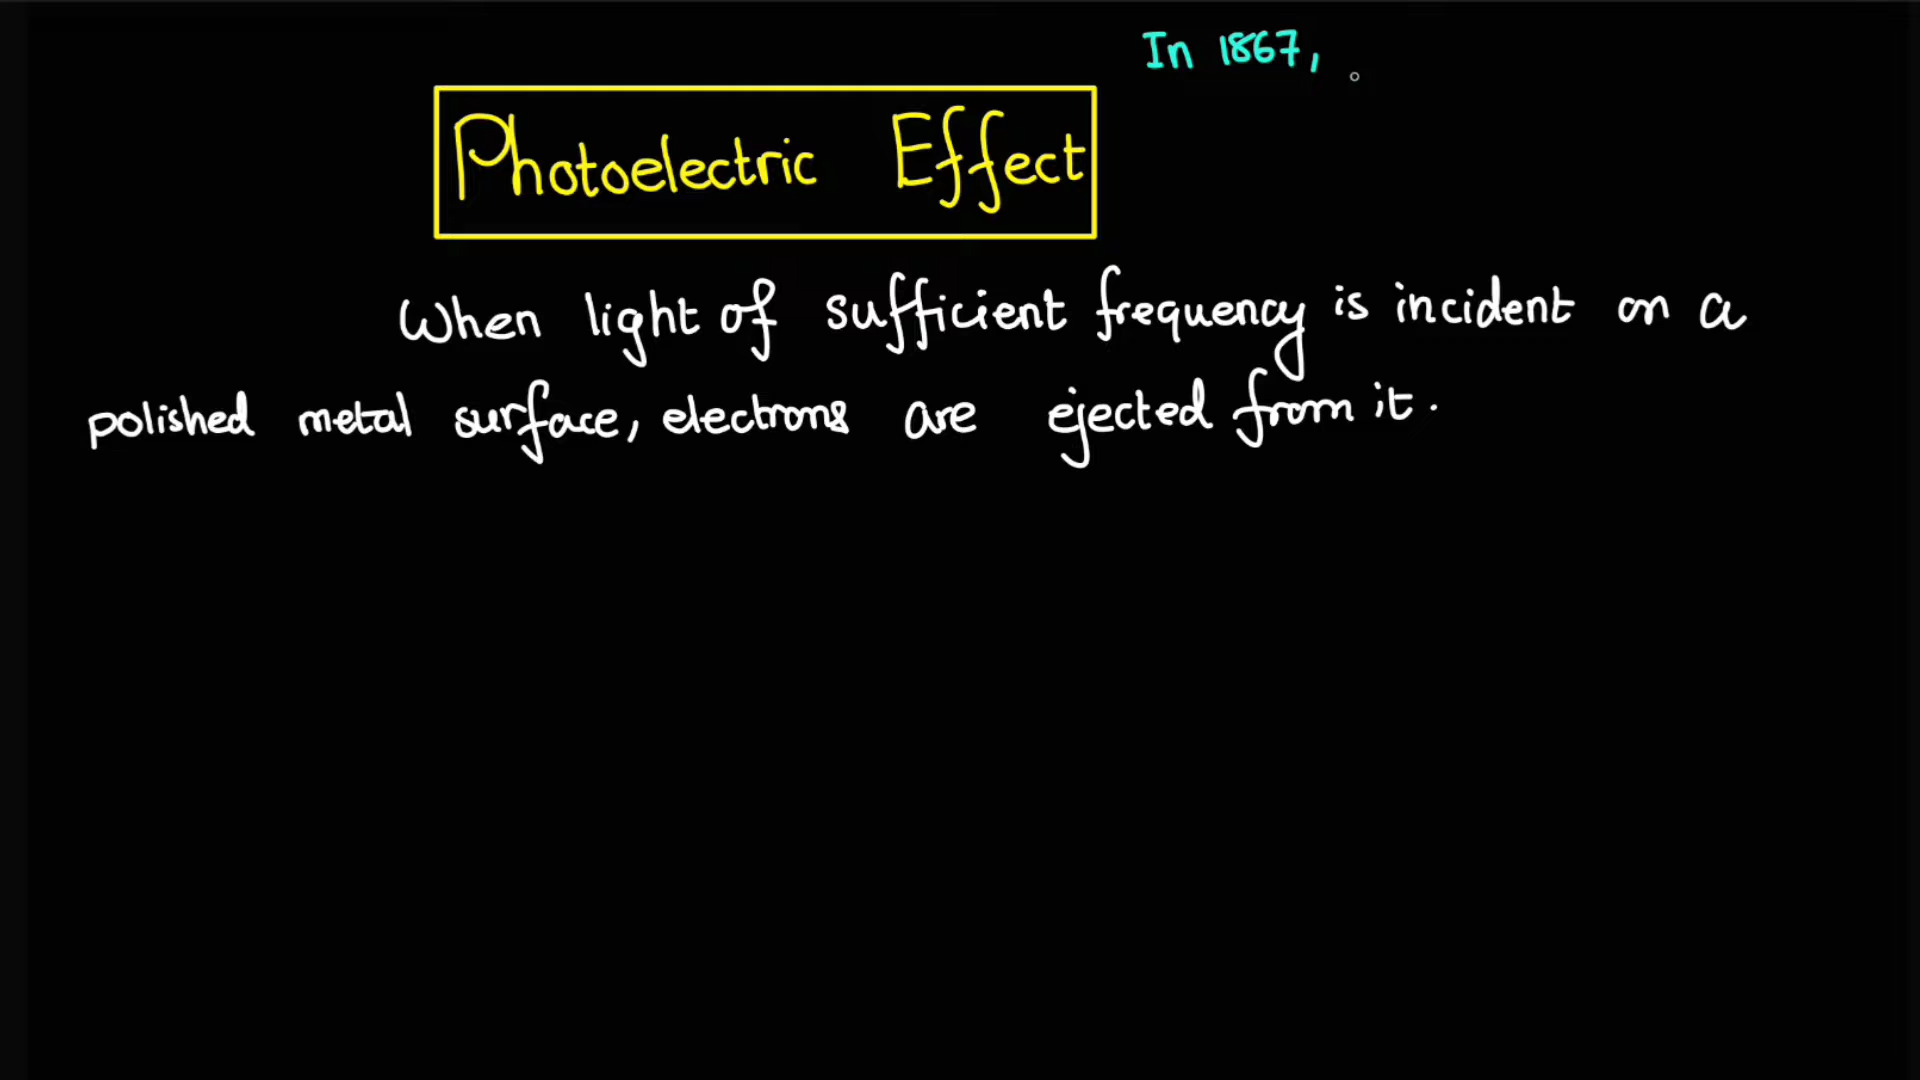 In 1867,
Photoelectric Effect
When light of sufficient frequency is incident on a
polished metal surface, electrons are ejected from it.